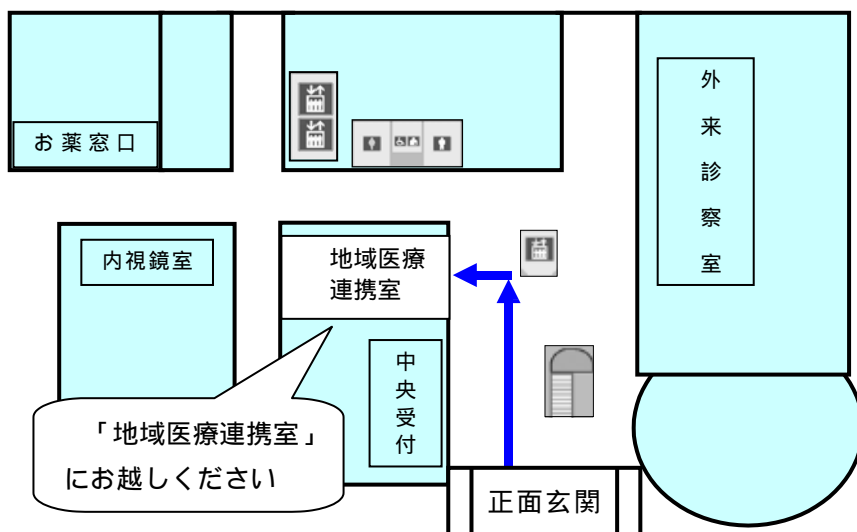 お薬窓口
外来診察室
内視鏡室
地域医療
連携室
中央受付
「地域医療連携室」
にお越しください
正面玄関